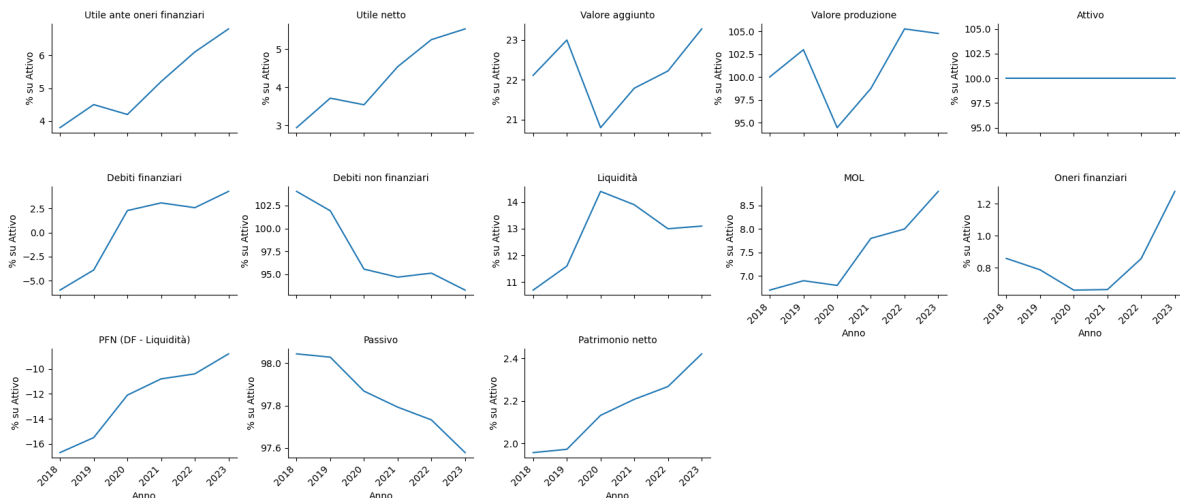 Utile ante oneri finanziari
% su Attivo
6
5
4
Utile netto
% su Attivo
5
4
3
Valore aggiunto
% su Attivo
23
22
21
Valore produzione
% su Attivo
105.0
102.5
100.0
97.5
95.0
Attivo
% su Attivo
105.0
102.5
100.0
97.5
95.0
Debiti finanziari
% su Attivo
2.5
0.0
−2.5
−5.0
Debiti non finanziari
% su Attivo
102.5
100.0
97.5
95.0
Liquidità
% su Attivo
14
13
12
11
MOL
% su Attivo
8.5
8.0
7.5
7.0
2018
2019
2020
2021
2022
2023
Anno
Oneri finanziari
% su Attivo
1.2
1.0
0.8
2018
2019
2020
2021
2022
2023
Anno
PFN (DF - Liquidità)
% su Attivo
−10
−12
−14
−16
2018
2019
2020
2021
2022
2023
Anno
Passivo
% su Attivo
98.0
97.8
97.6
2018
2019
2020
2021
2022
2023
Anno
Patrimonio netto
% su Attivo
2.4
2.2
2.0
2018
2019
2020
2021
2022
2023
Anno